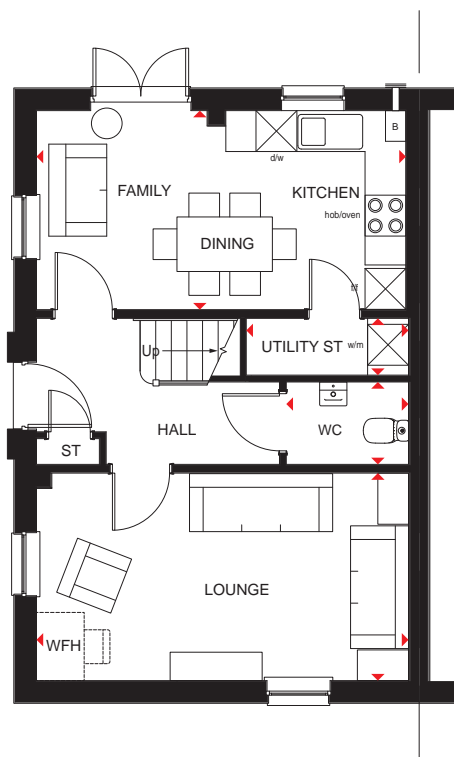 B
d/w
FAMILY
KITCHEN
hob/oven
DINING
f/f
Up
UTILITY ST
w/m
HALL
WC
ST
LOUNGE
WFH